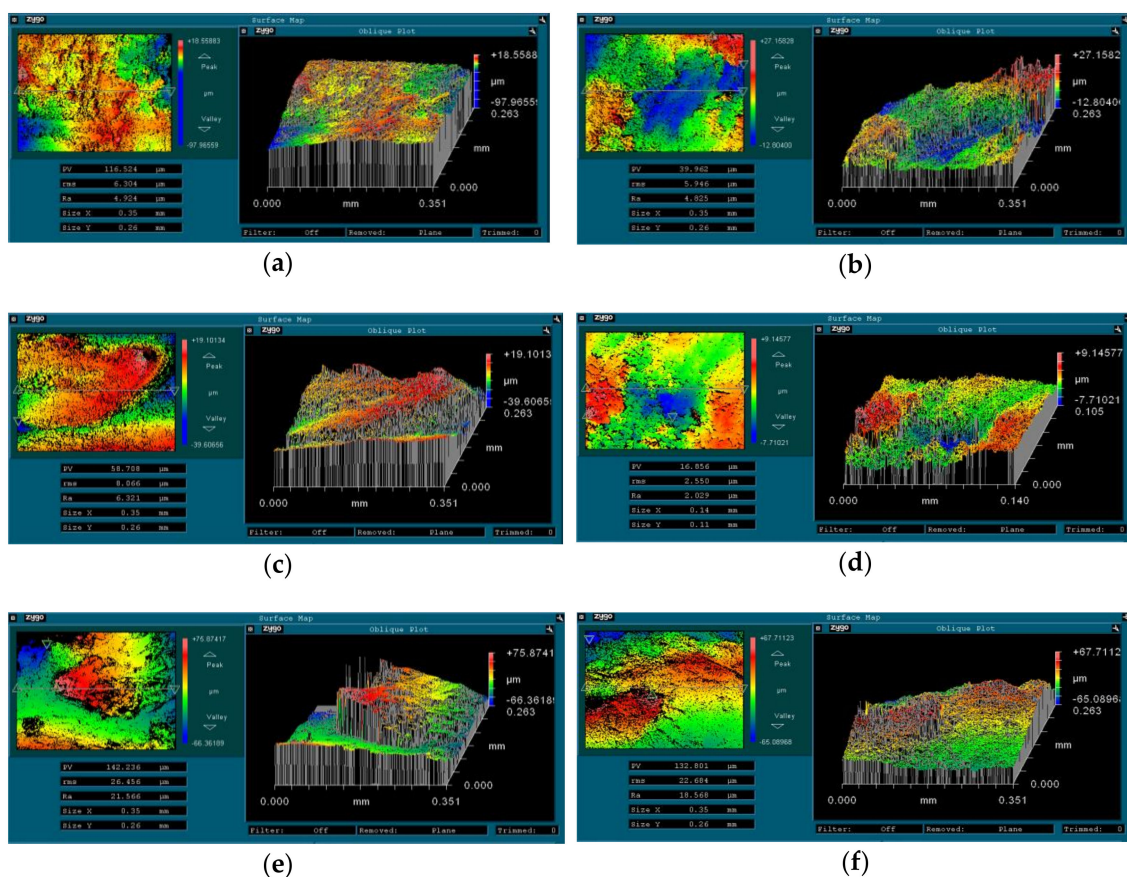 zygo Surface Map
zygo Oblique Plot
+18.55883
Peak
µm
Valley
-97.96559
PV 116.524 µm
rms 6.304 µm
Ra 4.924 µm
Size X 0.35 mm
Size Y 0.26 mm
+18.5588
µm
-97.96559
0.263
mm
0.000
0.000 mm 0.351
Filter: Off Removed: Plane Trimmed: 0
(a)
zygo Surface Map
zygo Oblique Plot
+27.15828
Peak
µm
Valley
-12.80400
PV 39.962 µm
rms 5.946 µm
Ra 4.825 µm
Size X 0.35 mm
Size Y 0.26 mm
+27.1582
µm
-12.80400
0.263
mm
0.000
0.000 mm 0.351
Filter: Off Removed: Plane Trimmed: 0
(b)
zygo Surface Map
zygo Oblique Plot
+19.10134
Peak
µm
Valley
-39.60656
PV 58.708 µm
rms 8.066 µm
Ra 6.321 µm
Size X 0.35 mm
Size Y 0.26 mm
+19.1013
µm
-39.60656
0.263
mm
0.000
0.000 mm 0.351
Filter: Off Removed: Plane Trimmed: 0
(c)
zygo Surface Map
zygo Oblique Plot
+9.14577
Peak
µm
Valley
-7.71021
PV 16.856 µm
rms 2.550 µm
Ra 2.029 µm
Size X 0.14 mm
Size Y 0.11 mm
+9.14577
µm
-7.71021
0.105
mm
0.000
0.000 mm 0.140
Filter: Off Removed: Plane Trimmed: 0
(d)
zygo Surface Map
zygo Oblique Plot
+75.87417
Peak
µm
Valley
-66.36189
PV 142.236 µm
rms 26.456 µm
Ra 21.566 µm
Size X 0.35 mm
Size Y 0.26 mm
+75.8741
µm
-66.36189
0.263
mm
0.000
0.000 mm 0.351
Filter: Off Removed: Plane Trimmed: 0
(e)
zygo Surface Map
zygo Oblique Plot
+67.71123
Peak
µm
Valley
-65.08968
PV 132.801 µm
rms 22.684 µm
Ra 18.568 µm
Size X 0.35 mm
Size Y 0.26 mm
+67.7112
µm
-65.08968
0.263
mm
0.000
0.000 mm 0.351
Filter: Off Removed: Plane Trimmed: 0
(f)